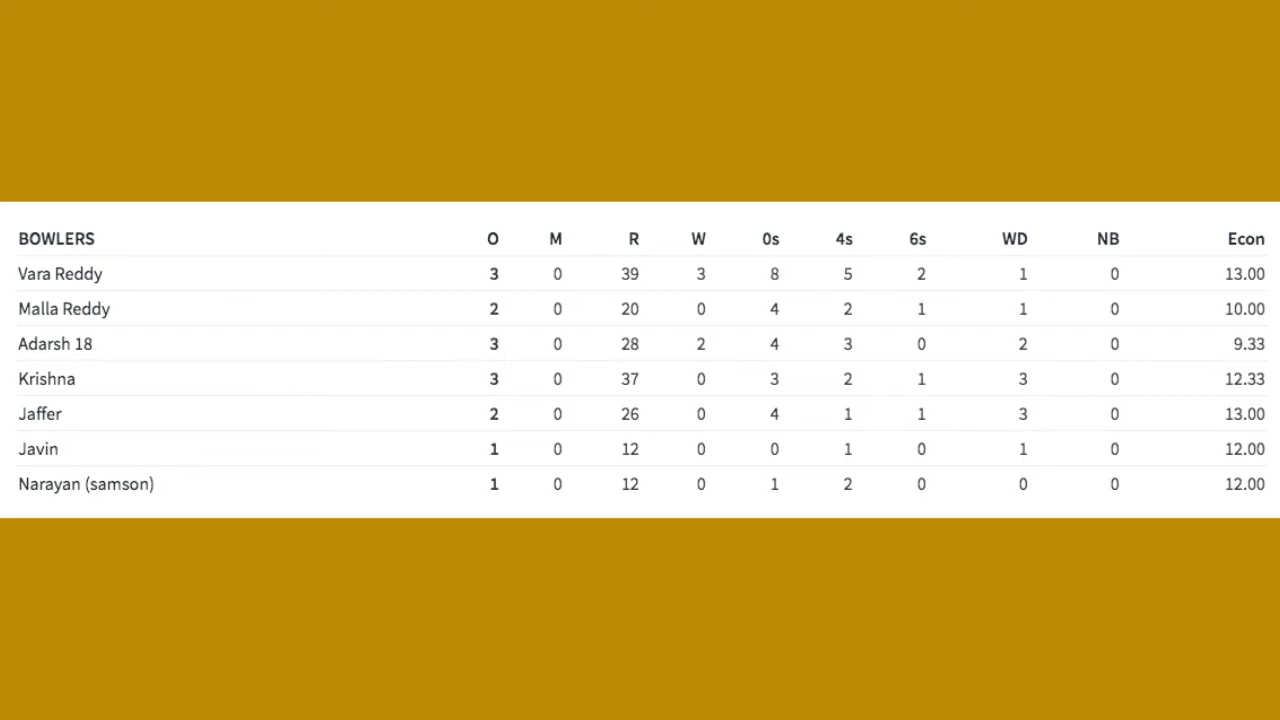 BOWLERS O M R W 0s 4s 6s WD NB Econ
Vara Reddy 3 0 39 3 8 5 2 1 0 13.00
Malla Reddy 2 0 20 0 4 2 1 1 0 10.00
Adarsh 18 3 0 28 2 4 3 0 2 0 9.33
Krishna 3 0 37 0 3 2 1 3 0 12.33
Jaffer 2 0 26 0 4 1 1 3 0 13.00
Javin 1 0 12 0 0 1 0 1 0 12.00
Narayan (samson) 1 0 12 0 1 2 0 0 0 12.00